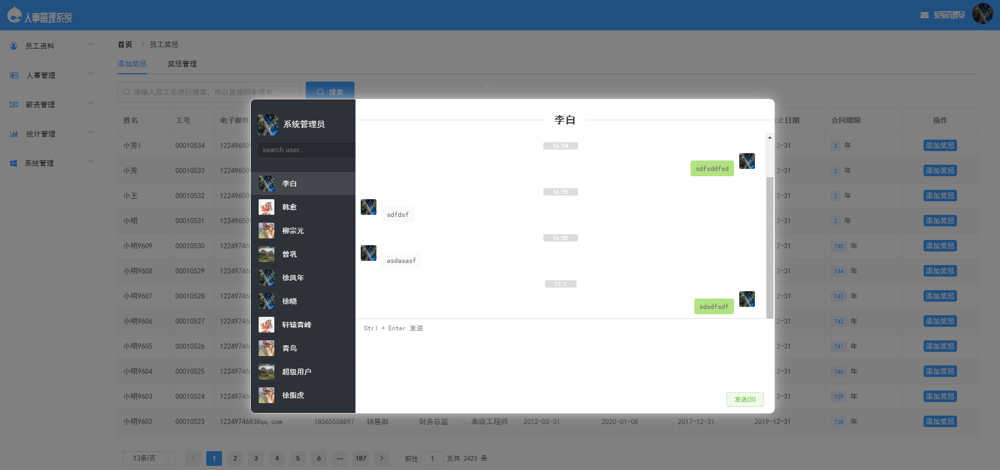 人事管理系统
系统管理员
员工资料
人事管理
薪资管理
统计管理
系统管理
首页 员工奖惩
添加奖惩 奖惩管理
请输入员工名进行搜索，可以直接回车搜索... 搜索
姓名 工号 电子邮件 止日期 合同期限 操作
小芳1 00010534 12249650 2-31 2 年 添加奖惩
小芳 00010533 12249650 2-31 2 年 添加奖惩
小王 00010532 12249650 2-31 2 年 添加奖惩
小明 00010531 12249650 2-31 2 年 添加奖惩
小明9609 00010530 12249746 2-31 745 年 添加奖惩
小明9608 00010529 12249746 2-31 744 年 添加奖惩
小明9607 00010528 12249746 2-31 743 年 添加奖惩
小明9606 00010527 12249746 2-31 742 年 添加奖惩
小明9605 00010526 12249746 2-31 741 年 添加奖惩
小明9604 00010525 12249746 2-31 740 年 添加奖惩
小明9603 00010524 12249746 2-31 739 年 添加奖惩
小明9602 00010523 1224974683@qq.com 18565558897 销售部 财务总监 高级工程师 2012-03-31 2020-01-08 2017-12-31 2019-12-31 738 年 添加奖惩
13条/页 1 2 3 4 5 6 ··· 187 前往 1 页共 2423 条
系统管理员
search user...
李白
韩愈
柳宗元
曾巩
徐凤年
徐晓
轩辕青峰
青鸟
超级用户
徐脂虎
李白
16:54
sdfsddfsd
16:55
sdfdsf
16:55
asdasasf
17:1
sdsdfsdf
Ctrl + Enter 发送
发送(S)